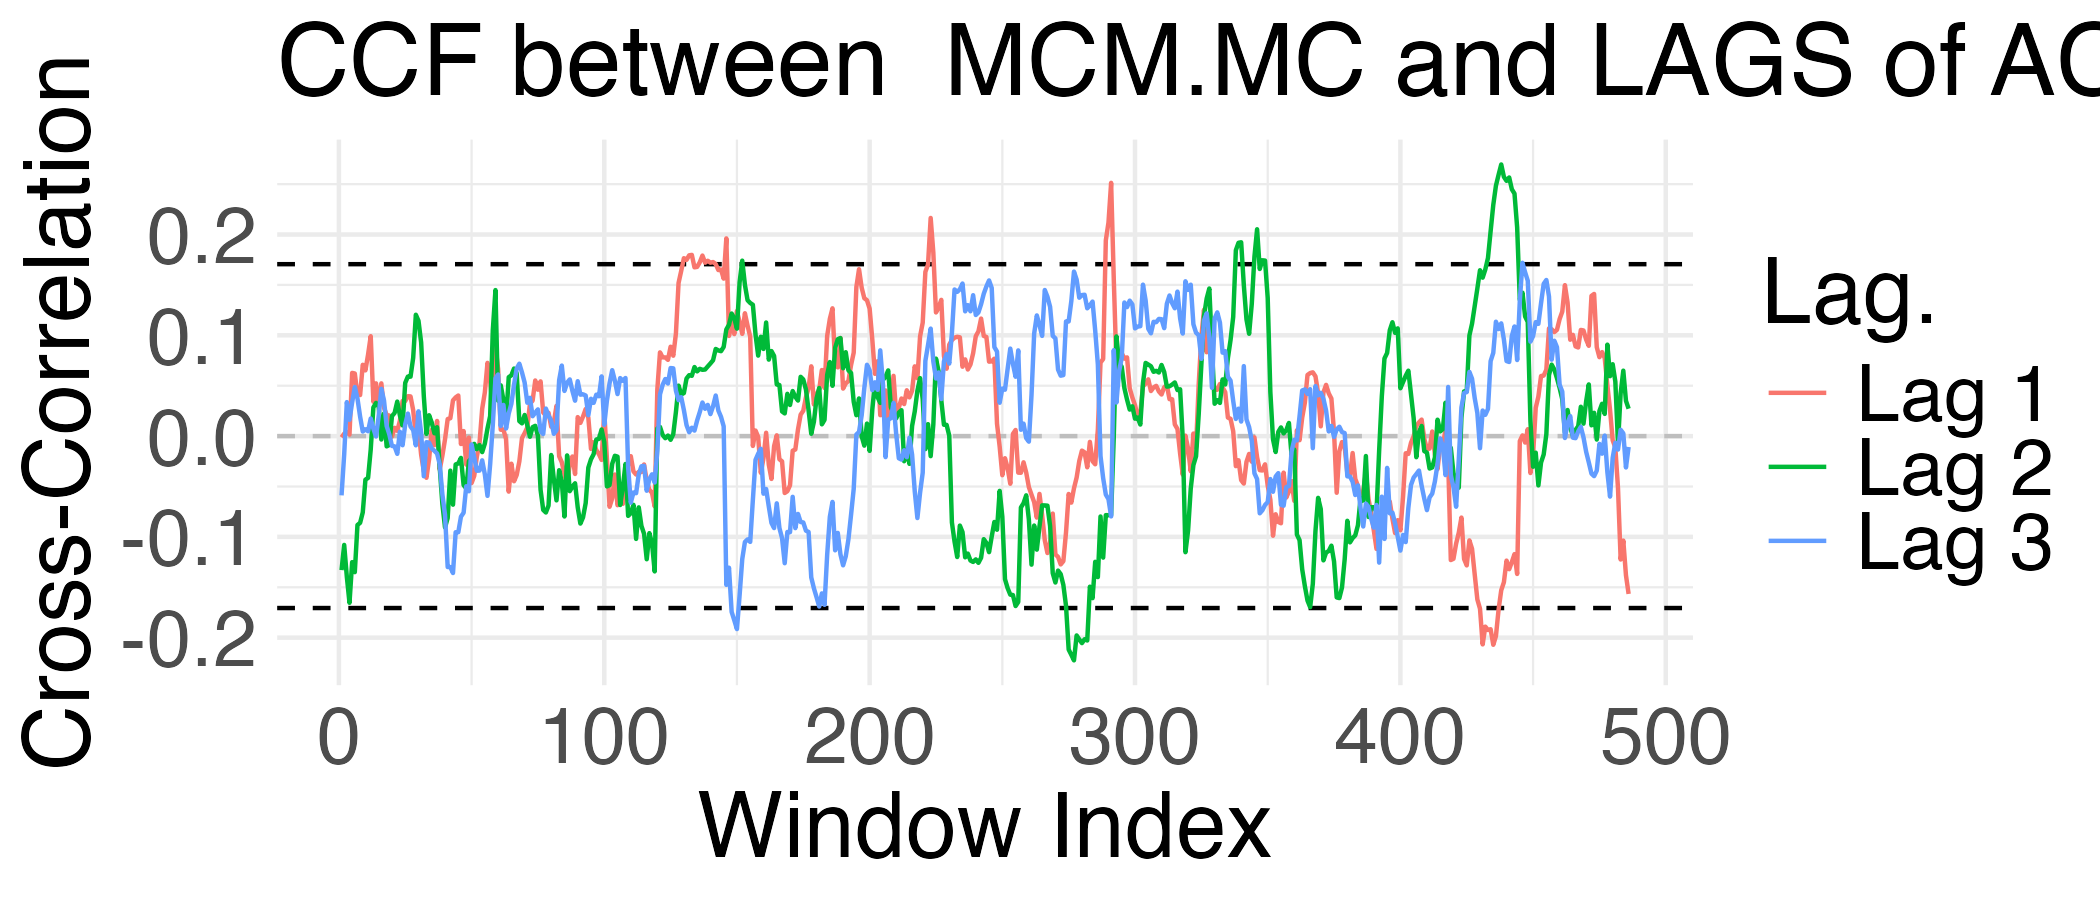 CCF between MCM.MC and LAGS of AC
Cross-Correlation
0.2
0.1
0.0
-0.1
-0.2
0 100 200 300 400 500
Window Index
Lag.
Lag 1
Lag 2
Lag 3